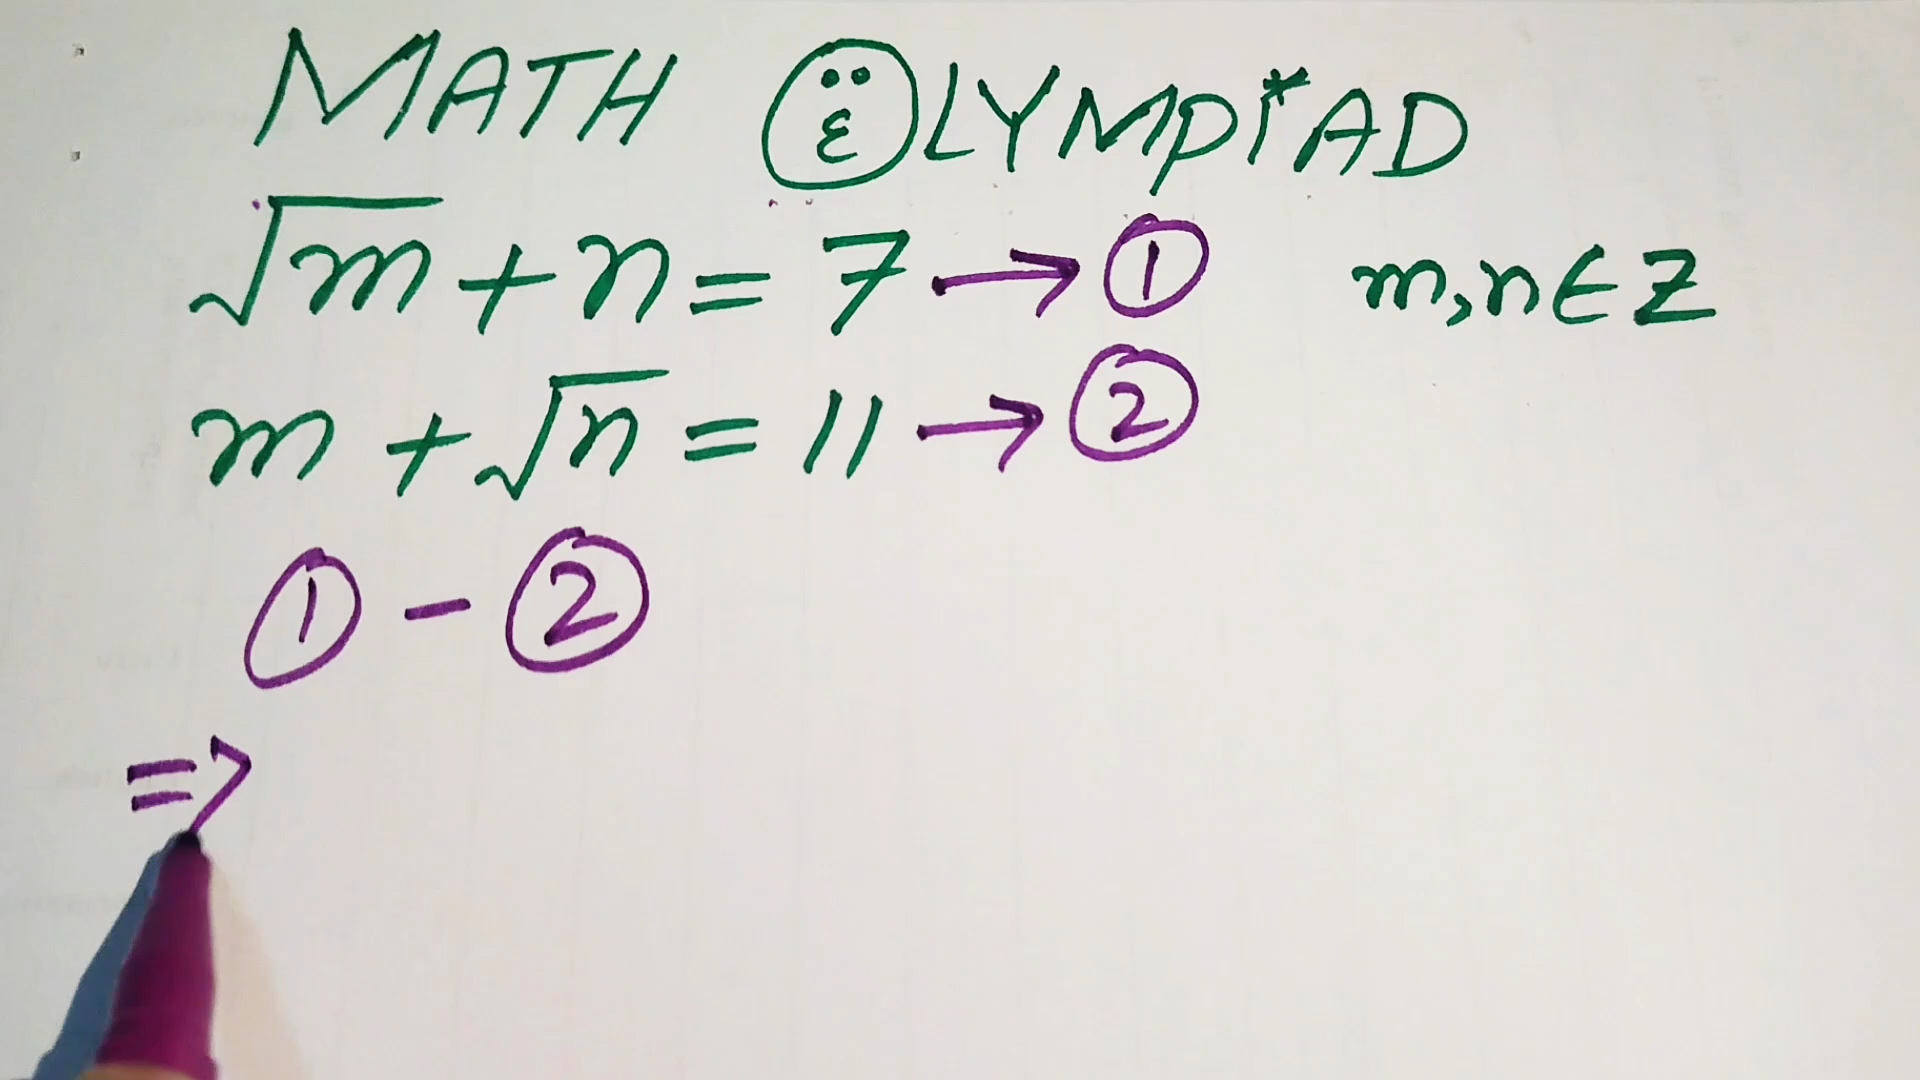 MATH OLYMPIAD
√m + n = 7 → ① m, n ∈ Z
m + √n = 11 → ②
① - ②
=>